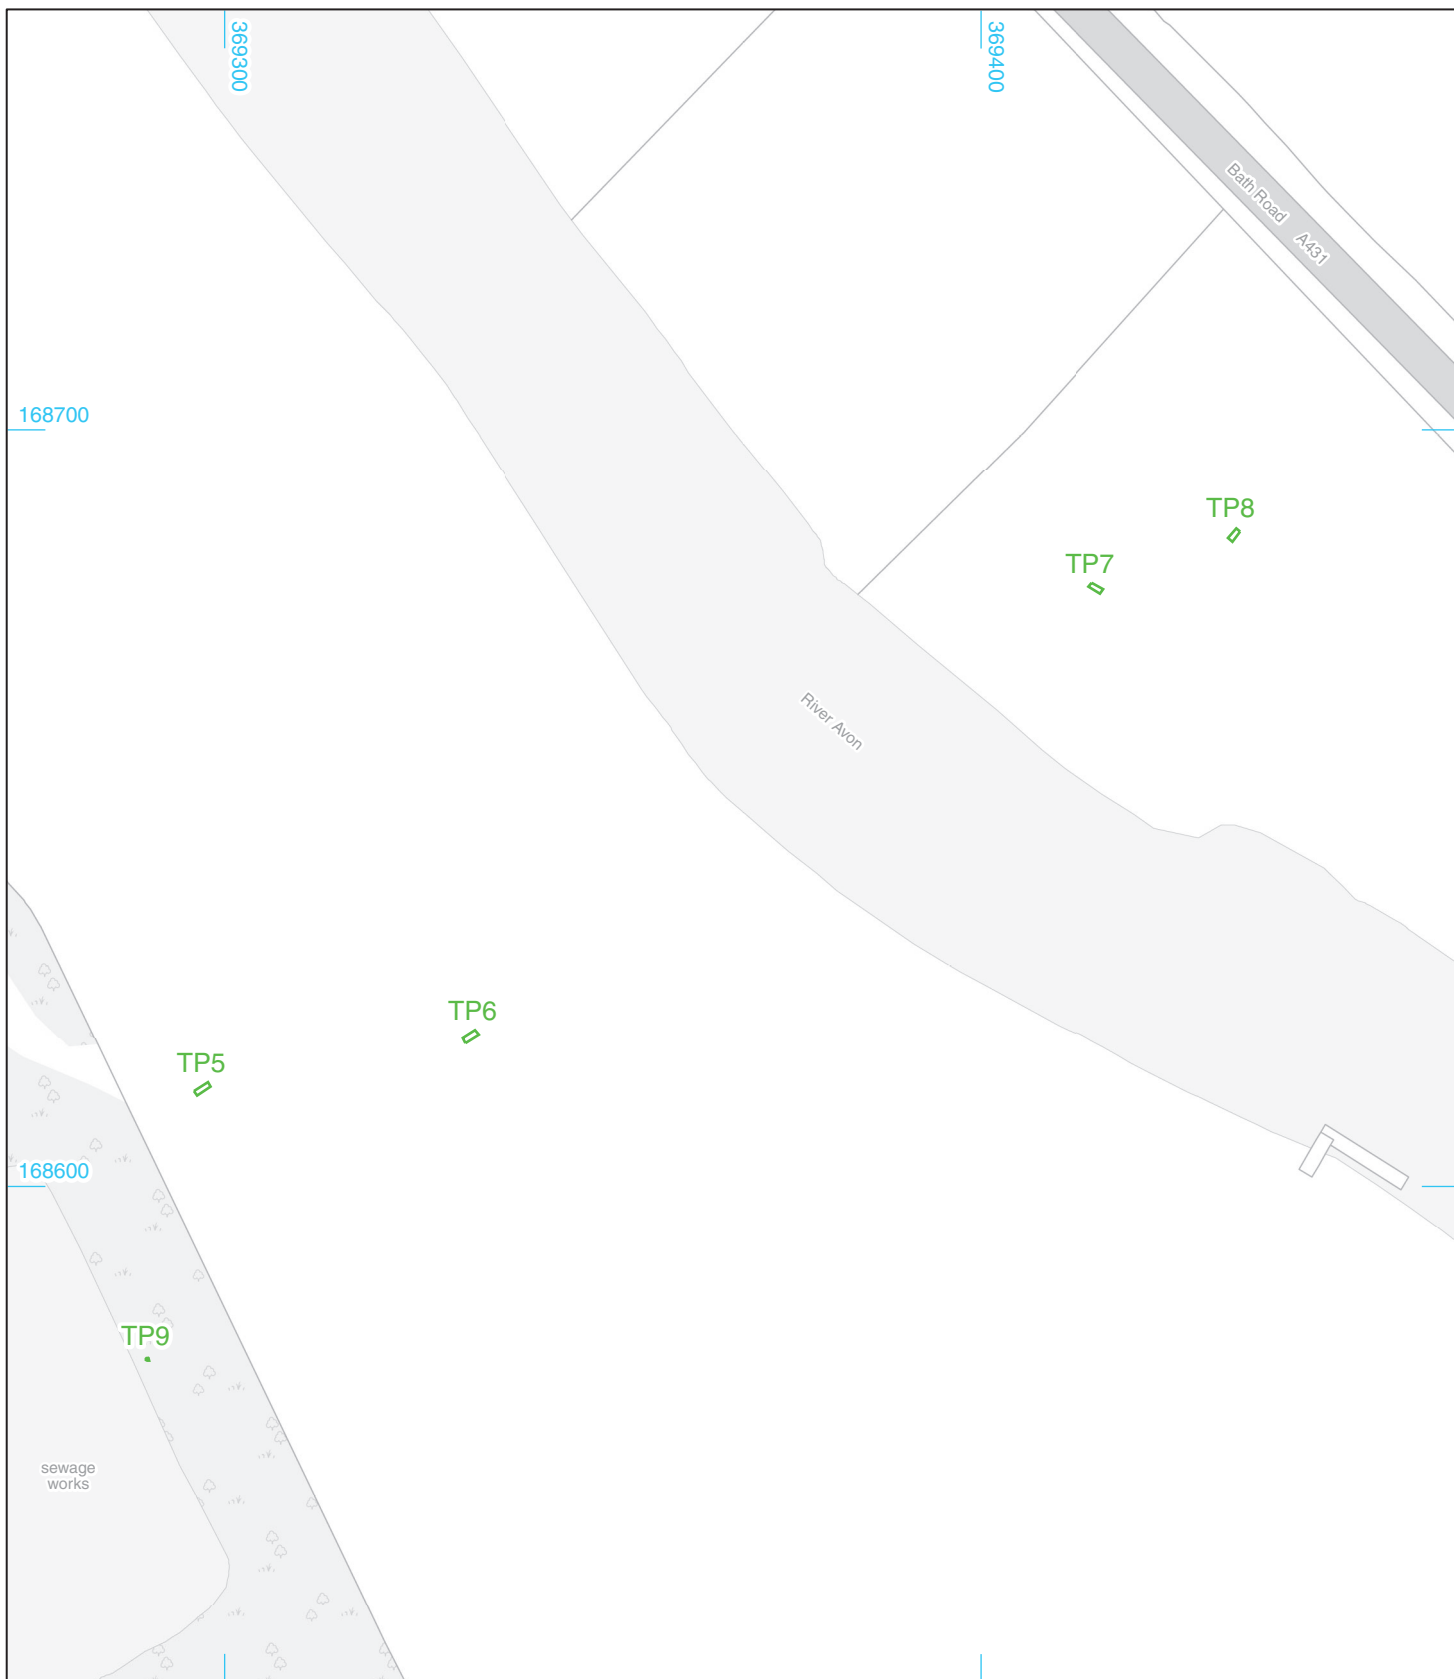 369300
369400
Bath Road A431
168700
TP8
TP7
River Avon
TP6
TP5
168600
TP9
sewage
works